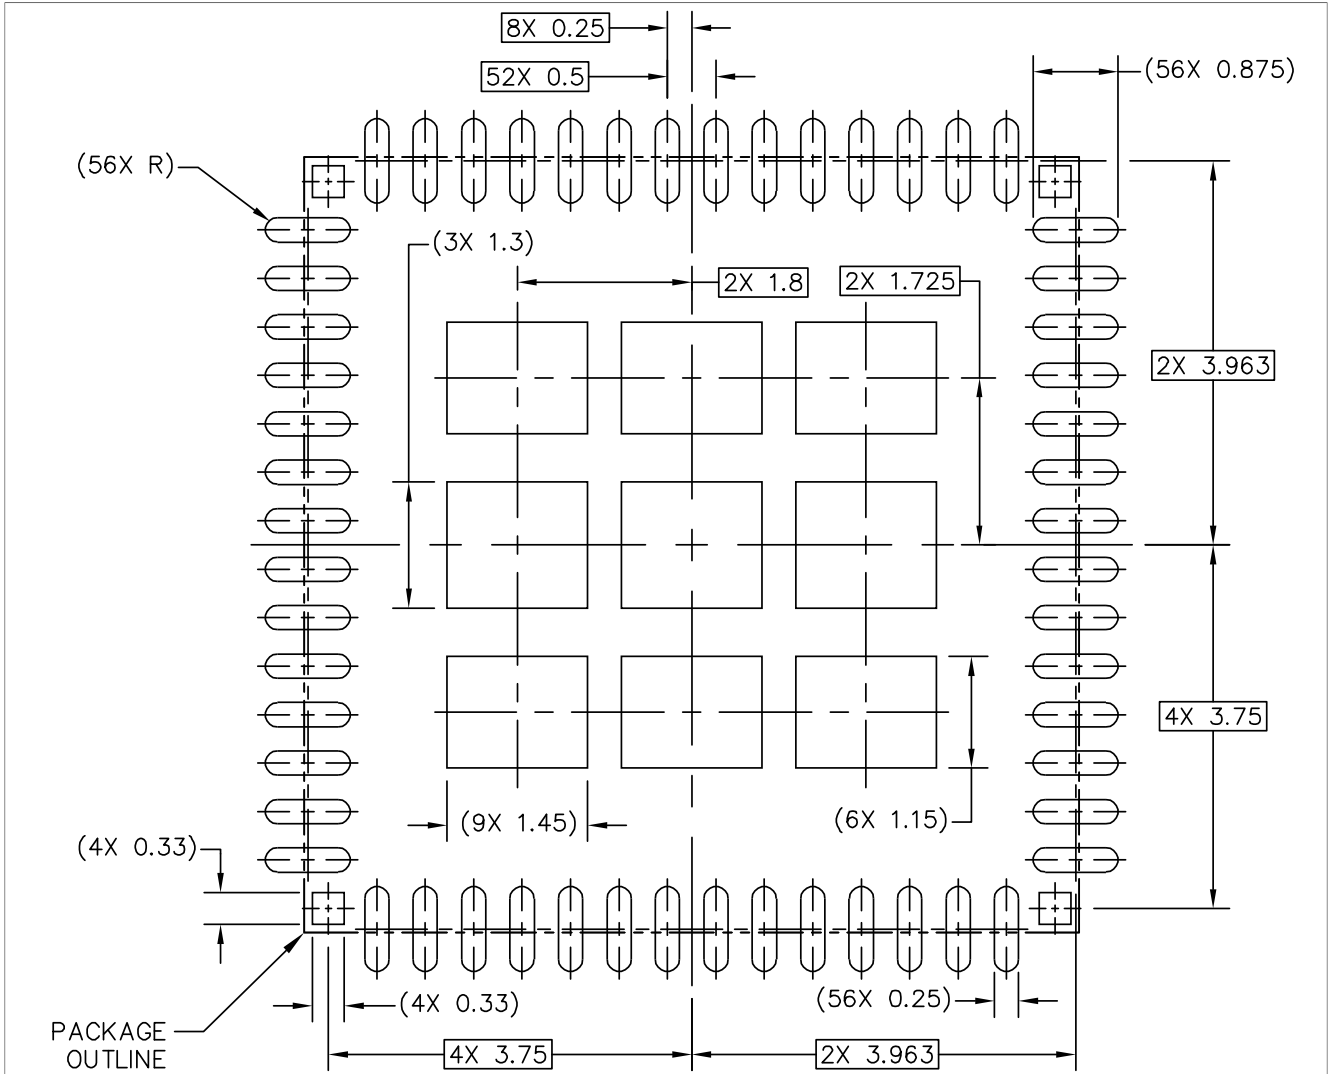 8X 0.25
52X 0.5
(56X 0.875)
(56X R)
(3X 1.3)
2X 1.8
2X 1.725
2X 3.963
4X 3.75
(9X 1.45)
(6X 1.15)
(4X 0.33)
(4X 0.33)
(56X 0.25)
PACKAGE
OUTLINE
4X 3.75
2X 3.963